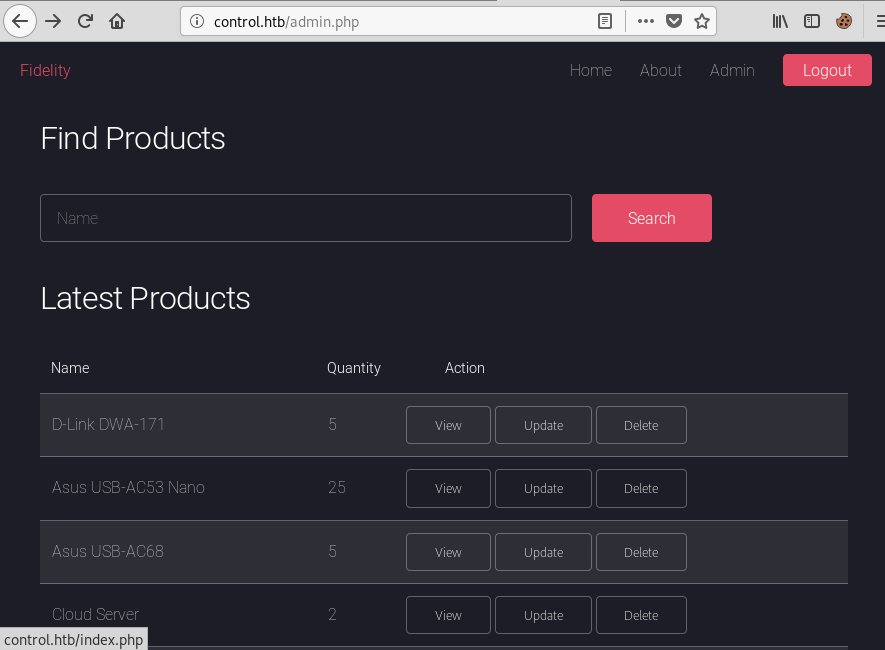 control.htb/admin.php
Fidelity Home About Admin Logout
Find Products
Name Search
Latest Products
Name Quantity Action
D-Link DWA-171 5 View Update Delete
Asus USB-AC53 Nano 25 View Update Delete
Asus USB-AC68 5 View Update Delete
Cloud Server 2 View Update Delete
control.htb/index.php